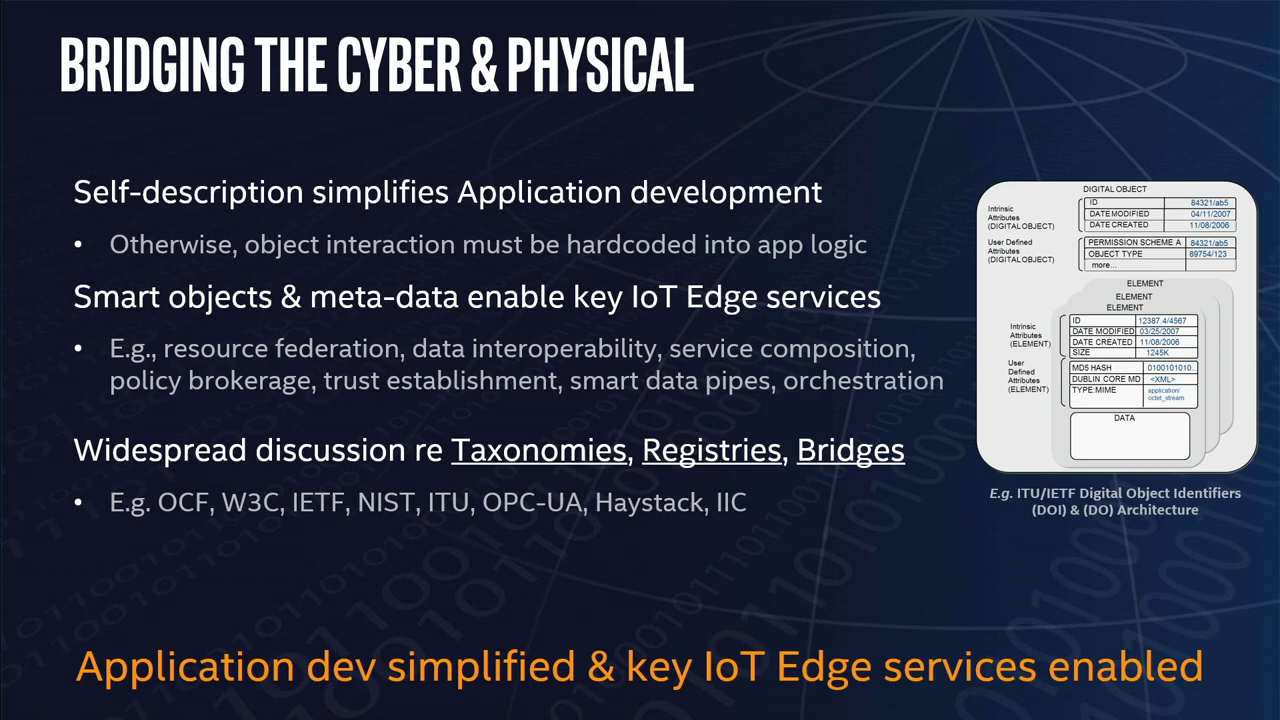 BRIDGING THE CYBER & PHYSICAL
Self-description simplifies Application development
• Otherwise, object interaction must be hardcoded into app logic
Smart objects & meta-data enable key IoT Edge services
• E.g., resource federation, data interoperability, service composition,
policy brokerage, trust establishment, smart data pipes, orchestration
Widespread discussion re Taxonomies, Registries, Bridges
• E.g. OCF, W3C, IETF, NIST, ITU, OPC-UA, Haystack, IIC
DIGITAL OBJECT
Intrinsic
Attributes
(DIGITAL OBJECT)
ID 84321/ab5
DATE MODIFIED 04/11/2007
DATE CREATED 11/08/2006
User Defined
Attributes
(DIGITAL OBJECT)
PERMISSION SCHEME A 84321/ab5
OBJECT TYPE 89754/123
more...
ELEMENT
ELEMENT
ELEMENT
Intrinsic
Attributes
(ELEMENT)
ID 12387.4/4567
DATE MODIFIED 03/25/2007
DATE CREATED 11/08/2006
SIZE 1245K
User
Defined
Attributes
(ELEMENT)
MD5 HASH 0100101010...
DUBLIN CORE MD <XML>
TYPE:MIME application/
octet_stream
DATA
E.g. ITU/IETF Digital Object Identifiers
(DOI) & (DO) Architecture
Application dev simplified & key IoT Edge services enabled